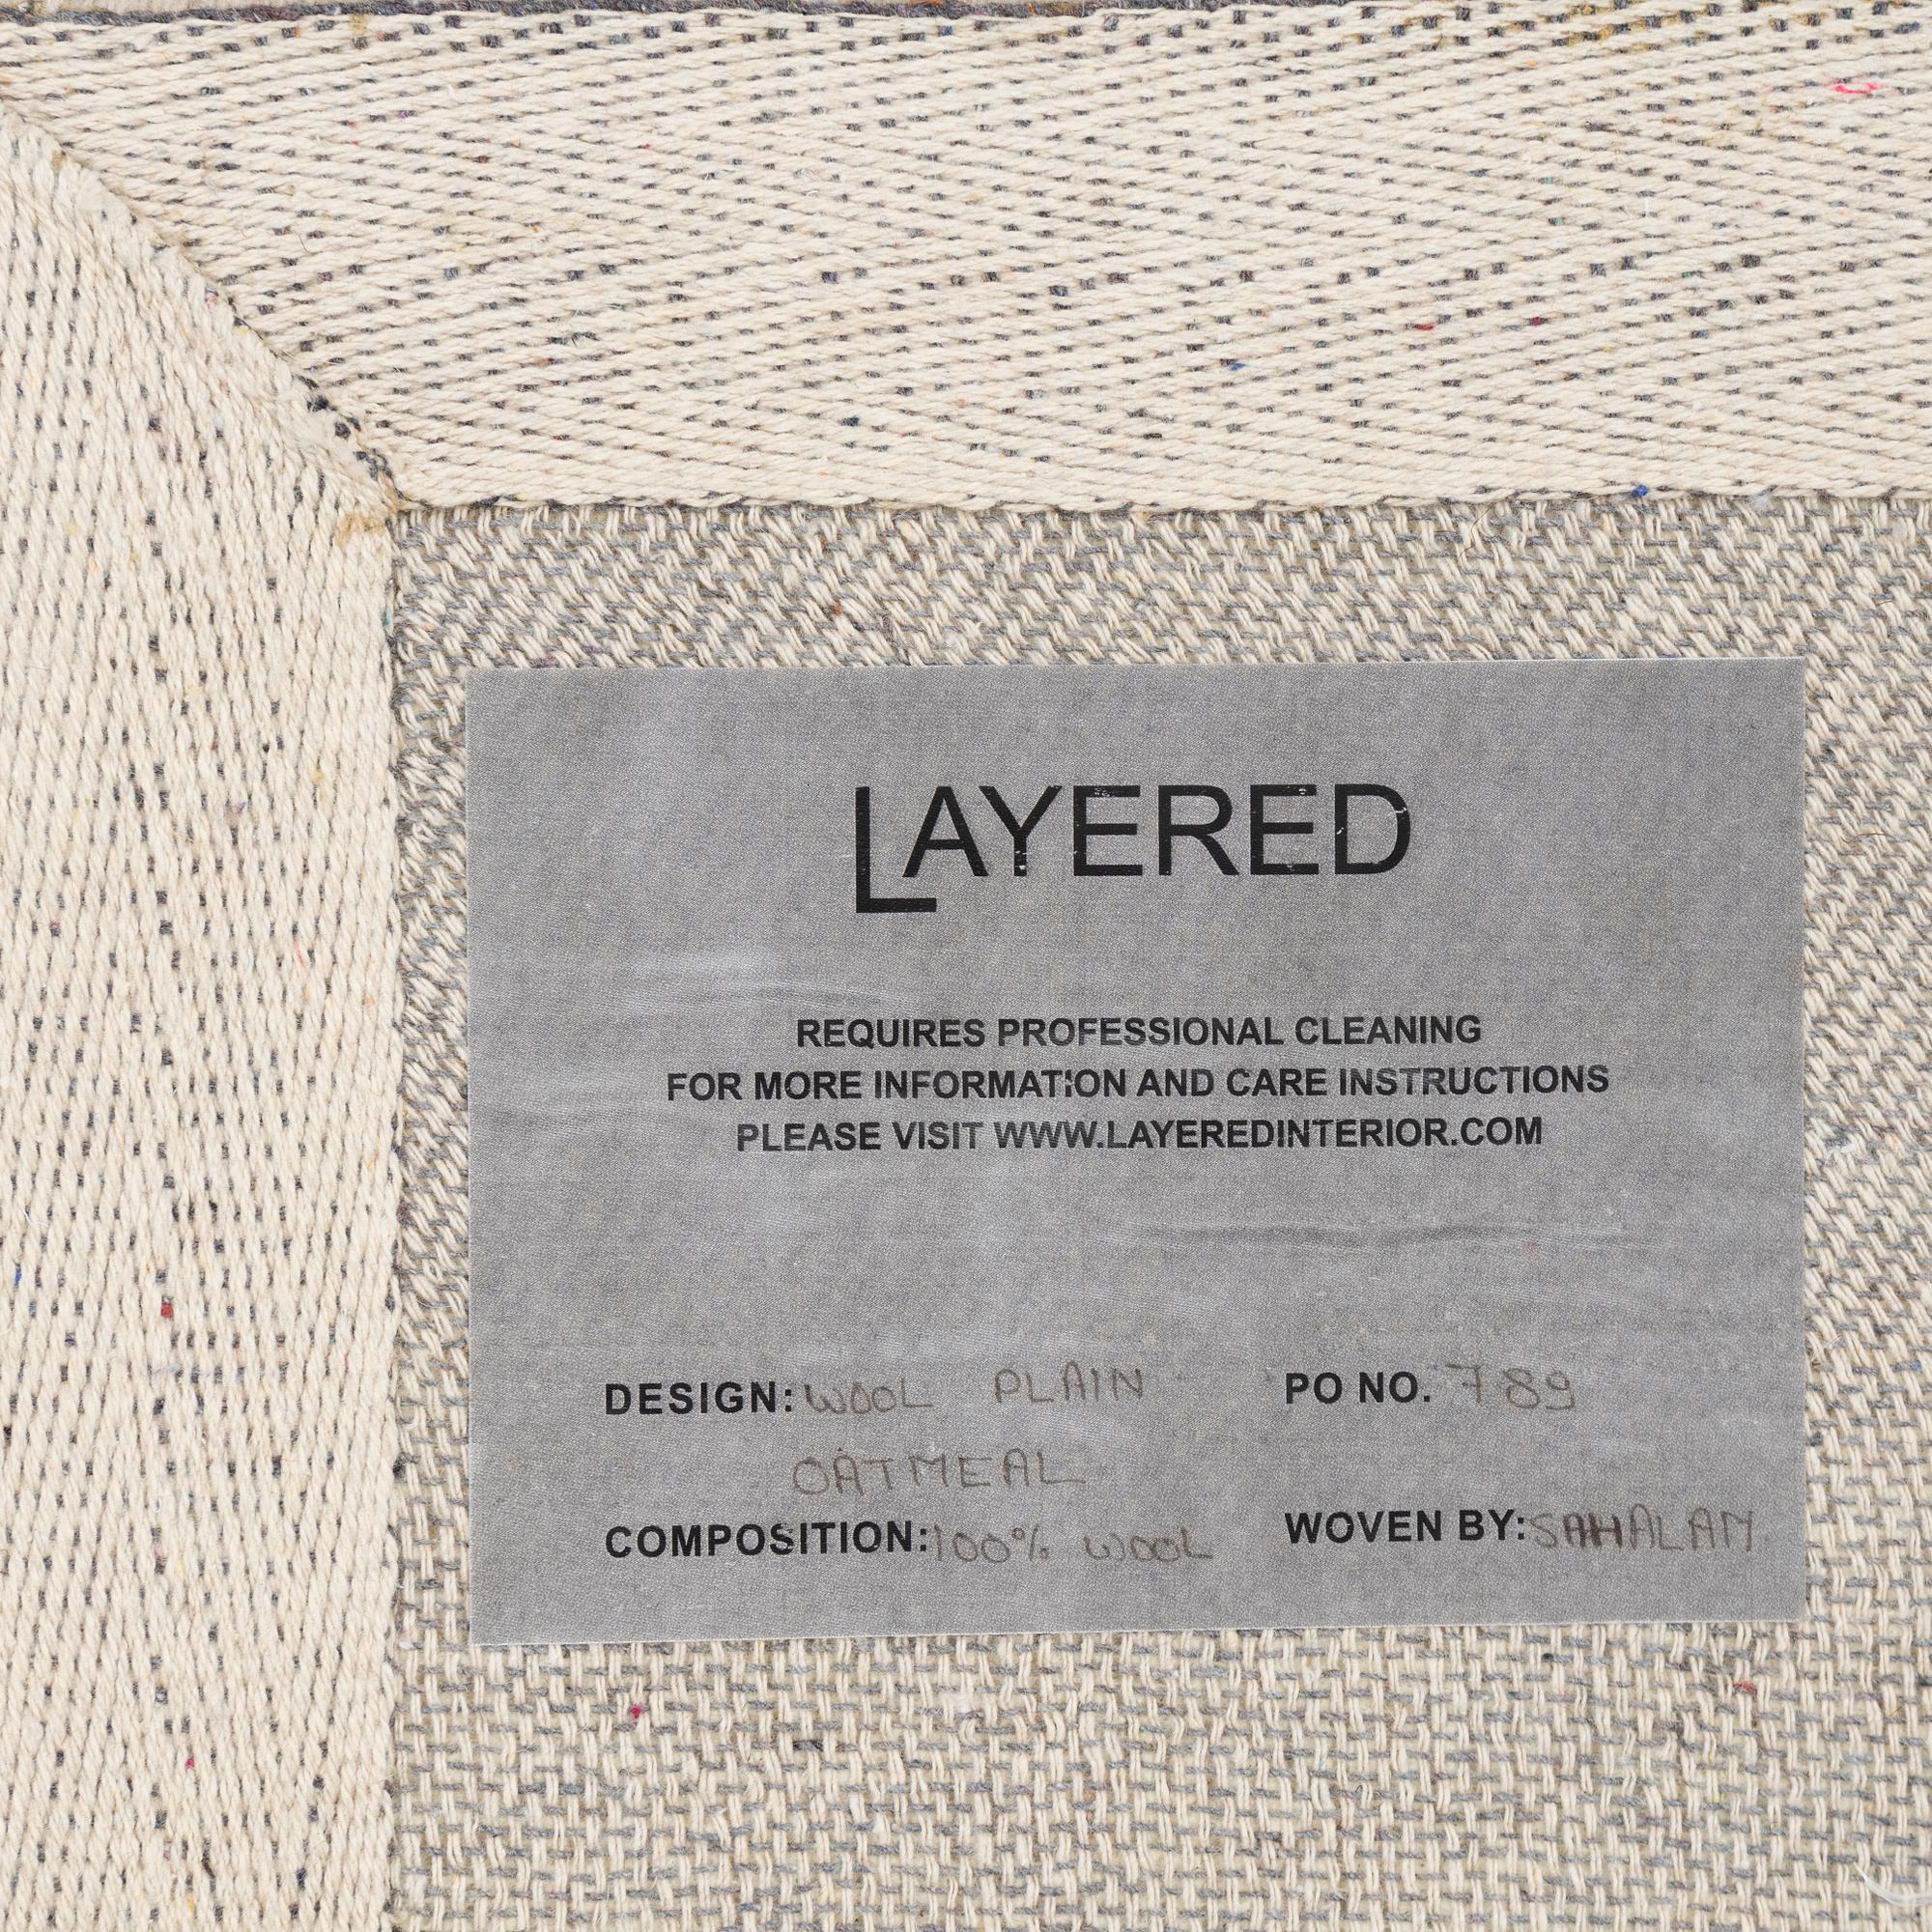 LAYERED
REQUIRES PROFESSIONAL CLEANING
FOR MORE INFORMATION AND CARE INSTRUCTIONS
PLEASE VISIT WWW.LAYEREDINTERIOR.COM
DESIGN: WOOL PLAIN
OATMEAL
PO NO. 789
COMPOSITION: 100% WOOL
WOVEN BY: SAHALAM